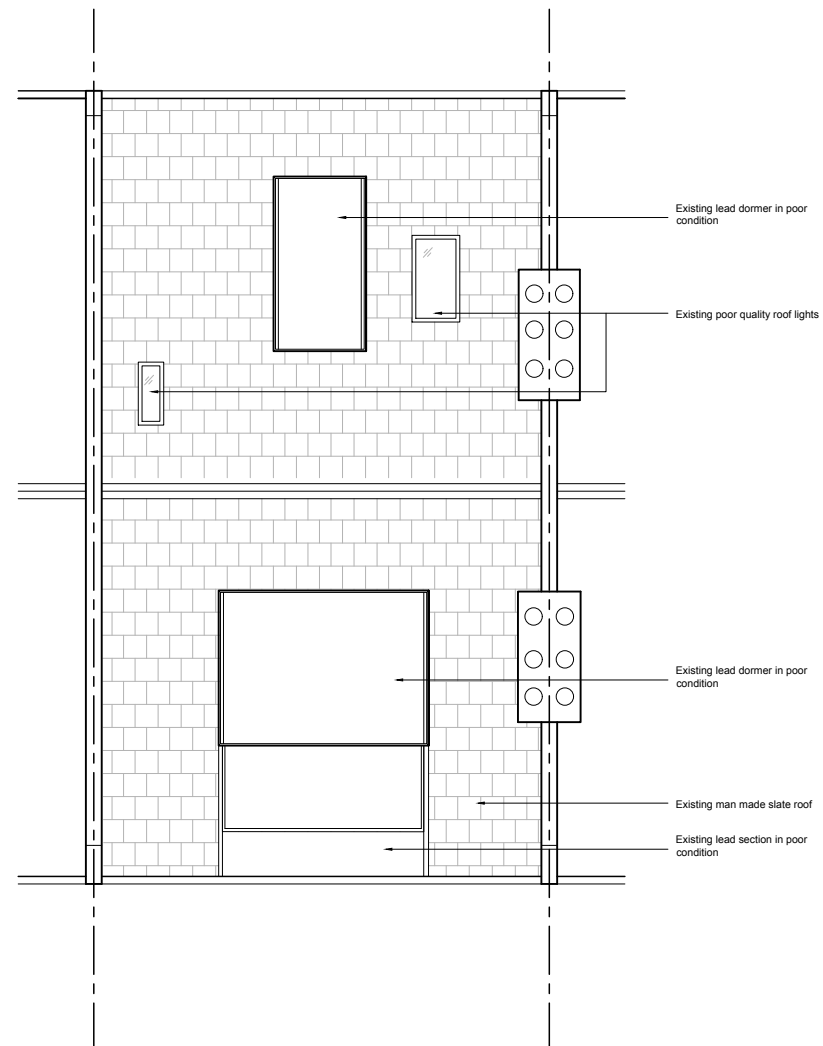 Existing lead dormer in poor
condition
Existing poor quality roof lights
Existing lead dormer in poor
condition
Existing man made slate roof
Existing lead section in poor
condition